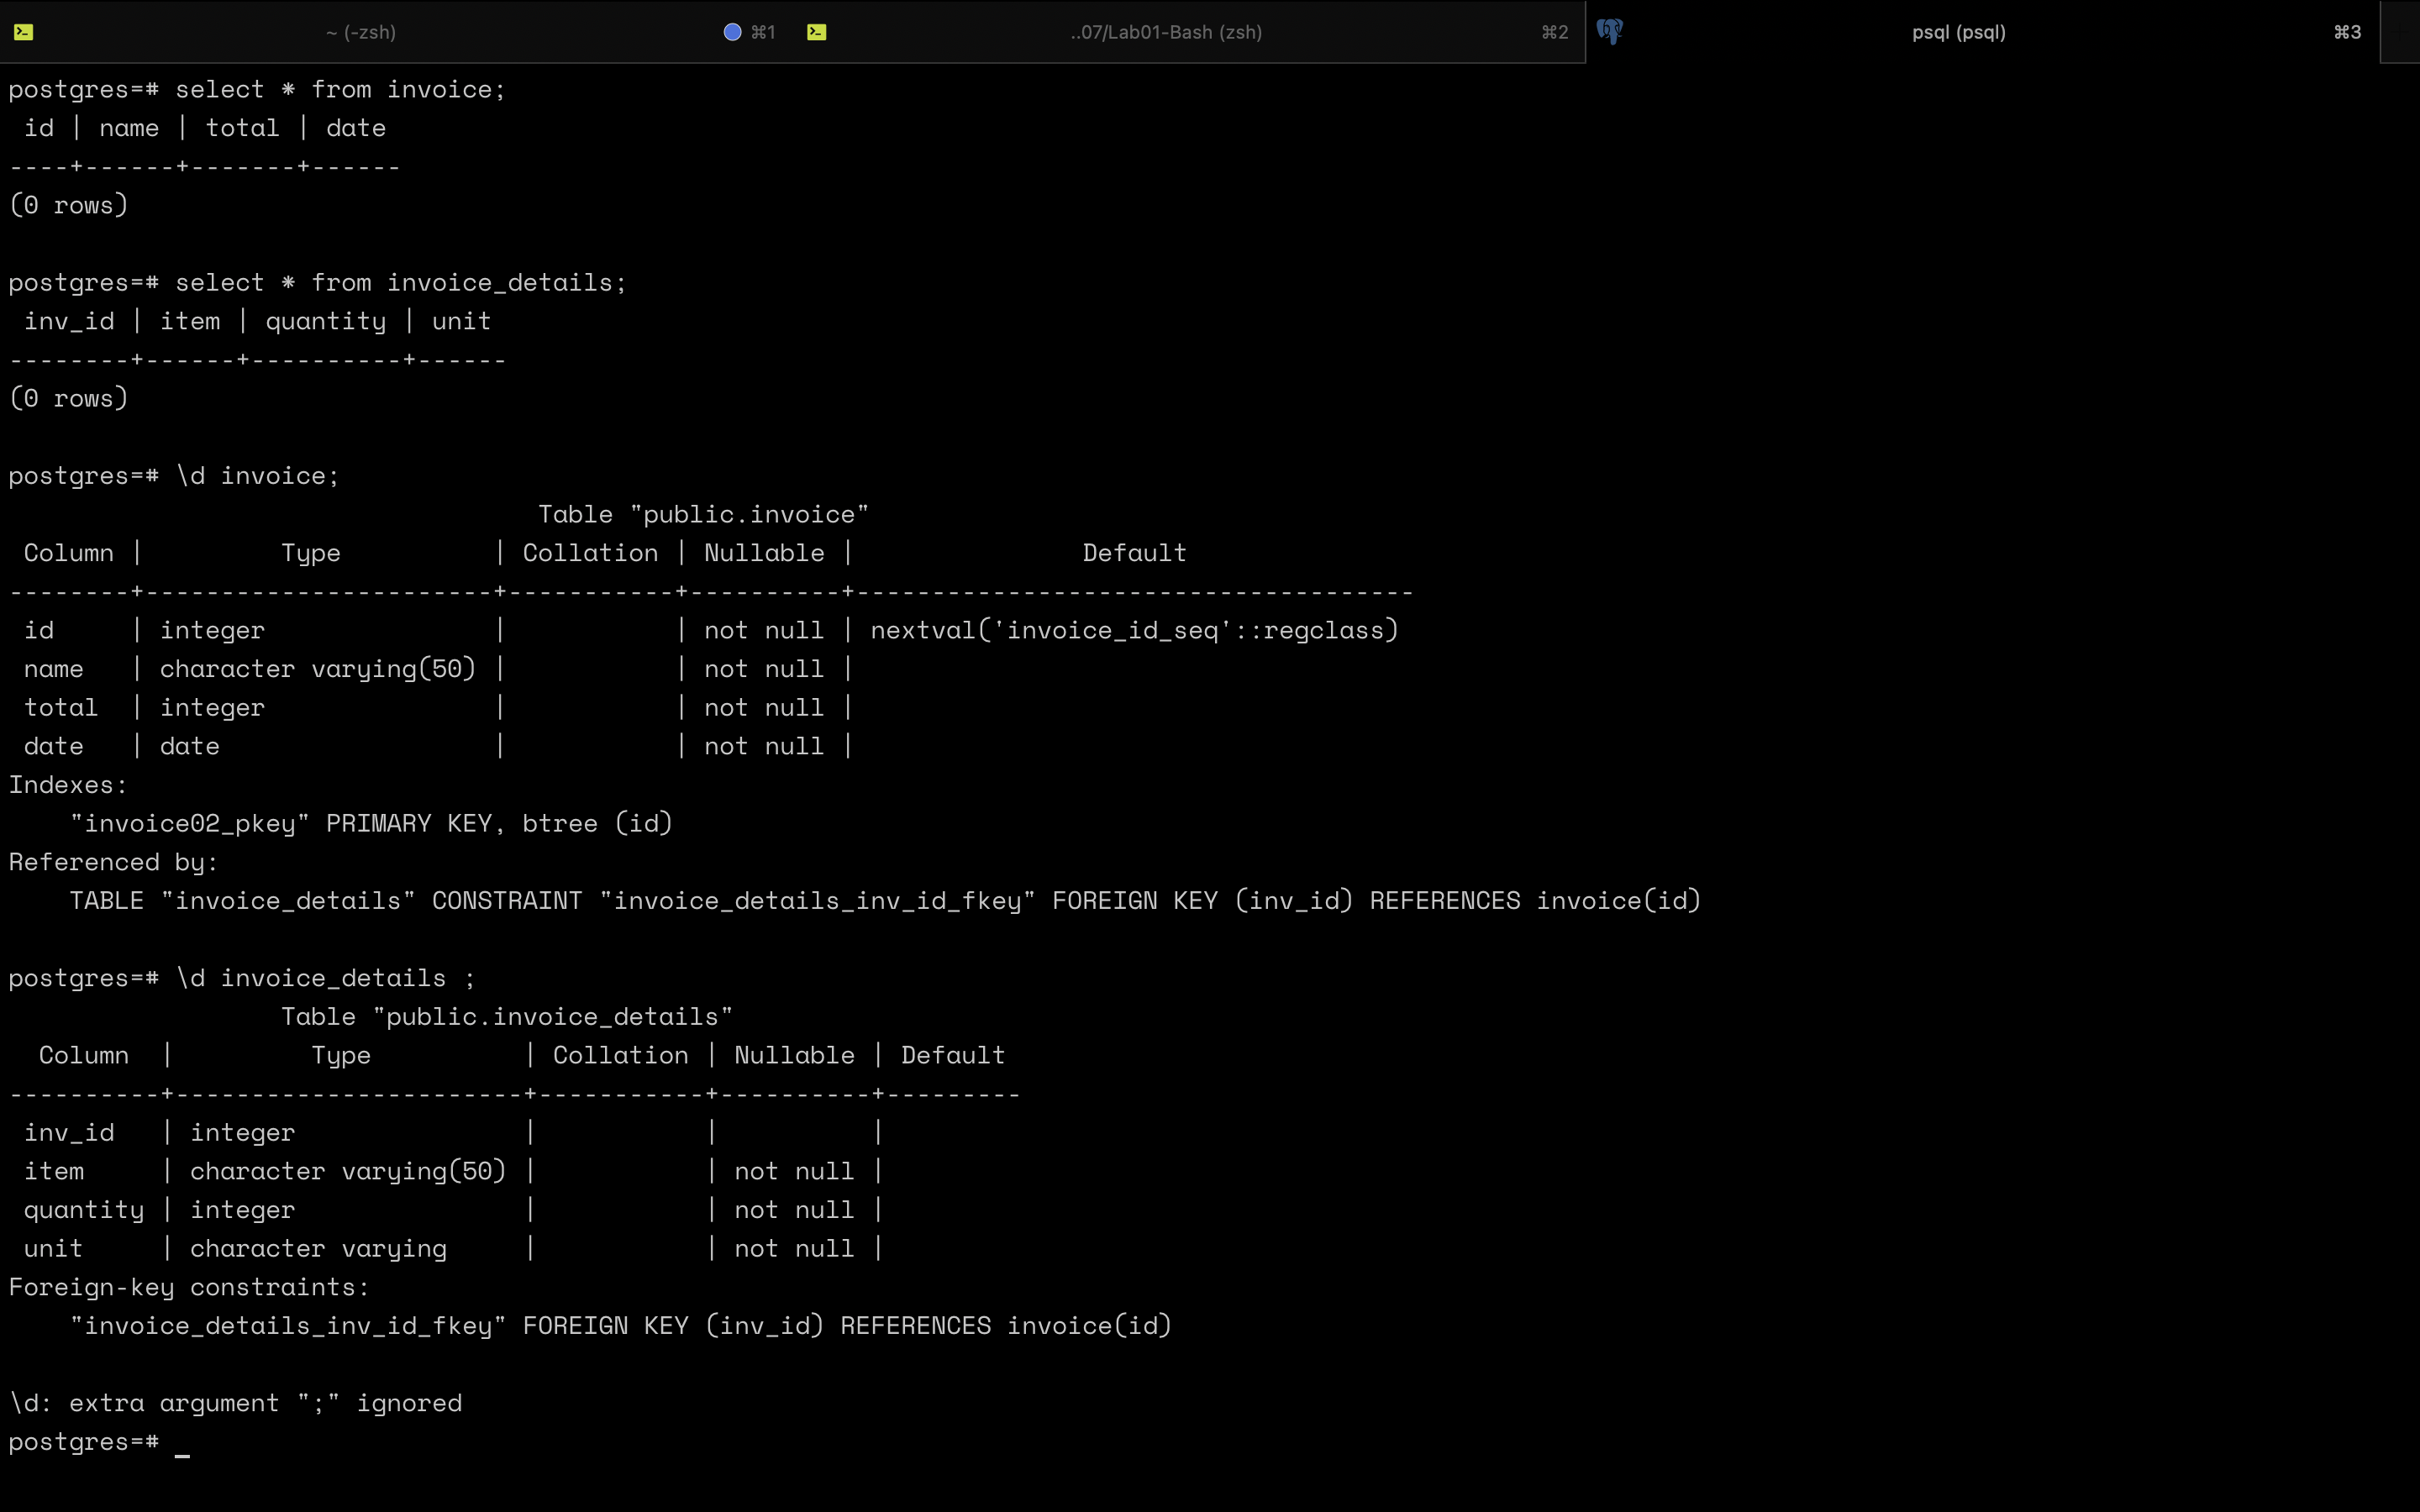 ~ (-zsh) ⌘1 ..07/Lab01-Bash (zsh) ⌘2 psql (psql) ⌘3
postgres=# select * from invoice;
 id | name | total | date
----+------+-------+------
(0 rows)
postgres=# select * from invoice_details;
 inv_id | item | quantity | unit
--------+------+----------+------
(0 rows)
postgres=# \d invoice;
                                   Table "public.invoice"
 Column |         Type          | Collation | Nullable |               Default
--------+-----------------------+-----------+----------+-------------------------------------
 id     | integer               |           | not null | nextval('invoice_id_seq'::regclass)
 name   | character varying(50) |           | not null |
 total  | integer               |           | not null |
 date   | date                  |           | not null |
Indexes:
    "invoice02_pkey" PRIMARY KEY, btree (id)
Referenced by:
    TABLE "invoice_details" CONSTRAINT "invoice_details_inv_id_fkey" FOREIGN KEY (inv_id) REFERENCES invoice(id)
postgres=# \d invoice_details ;
                  Table "public.invoice_details"
  Column  |         Type          | Collation | Nullable | Default
----------+-----------------------+-----------+----------+---------
 inv_id   | integer               |           |          |
 item     | character varying(50) |           | not null |
 quantity | integer               |           | not null |
 unit     | character varying     |           | not null |
Foreign-key constraints:
    "invoice_details_inv_id_fkey" FOREIGN KEY (inv_id) REFERENCES invoice(id)
\d: extra argument ";" ignored
postgres=# _